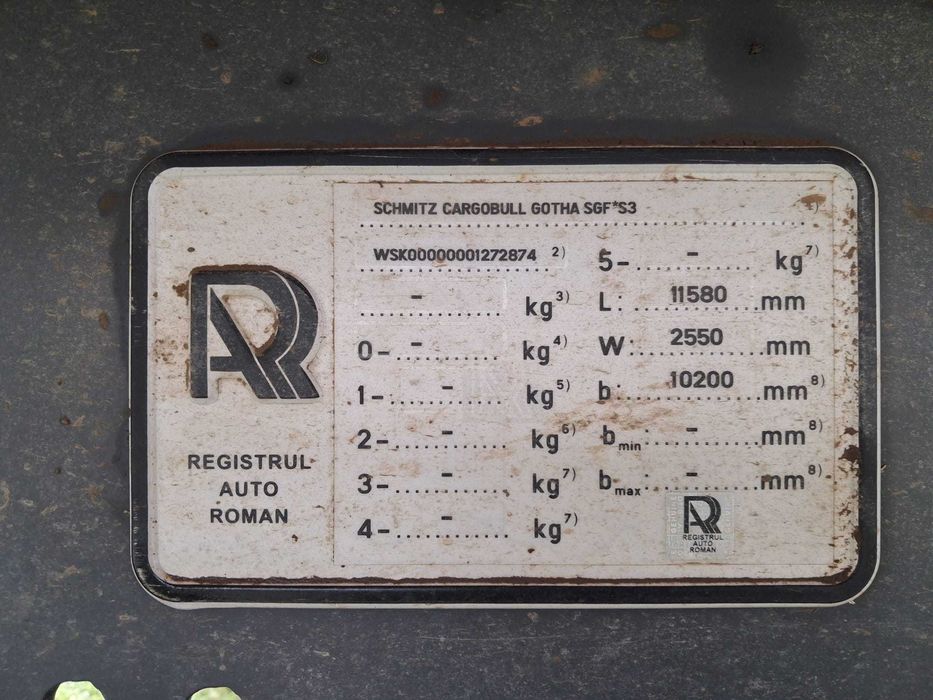 SCHMITZ CARGOBULL GOTHA SGF*S3 1)
WSK00000001272874 2)
- kg3)
0- - kg4)
1- - kg5)
2- - kg6)
3- - kg7)
4- - kg7)
5- - kg7)
L: 11580 mm
W: 2550 mm
b: 10200 mm8)
bmin: - mm8)
bmax: - mm8)
AR
REGISTRUL
AUTO
ROMAN
AR
REGISTRUL
AUTO
ROMAN